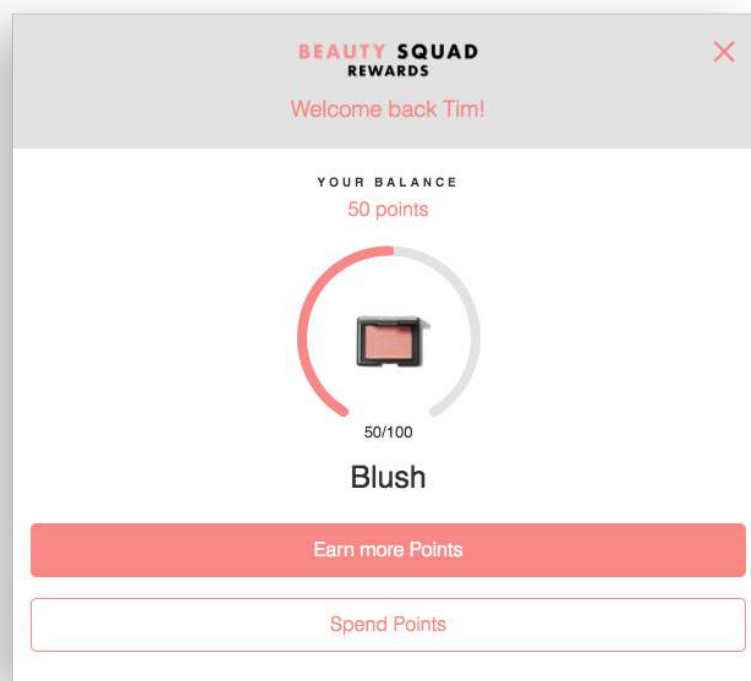 BEAUTY SQUAD
REWARDS
Welcome back Tim!
YOUR BALANCE
50 points
50/100
Blush
Earn more Points
Spend Points